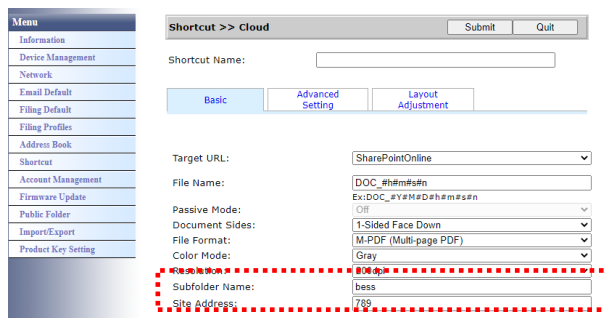 Menu
Information
Device Management
Network
Email Default
Filing Default
Filing Profiles
Address Book
Shortcut
Account Management
Firmware Update
Public Folder
Import/Export
Product Key Setting
Shortcut >> Cloud
Submit
Quit
Shortcut Name:
Basic
Advanced Setting
Layout Adjustment
Target URL: SharePointOnline
File Name: DOC_#h#m#s#n
Ex:DOC_#Y#M#D#h#m#s#n
Passive Mode: Off
Document Sides: 1-Sided Face Down
File Format: M-PDF (Multi-page PDF)
Color Mode: Gray
Resolution: 200dpi
Subfolder Name: bess
Site Address: 789